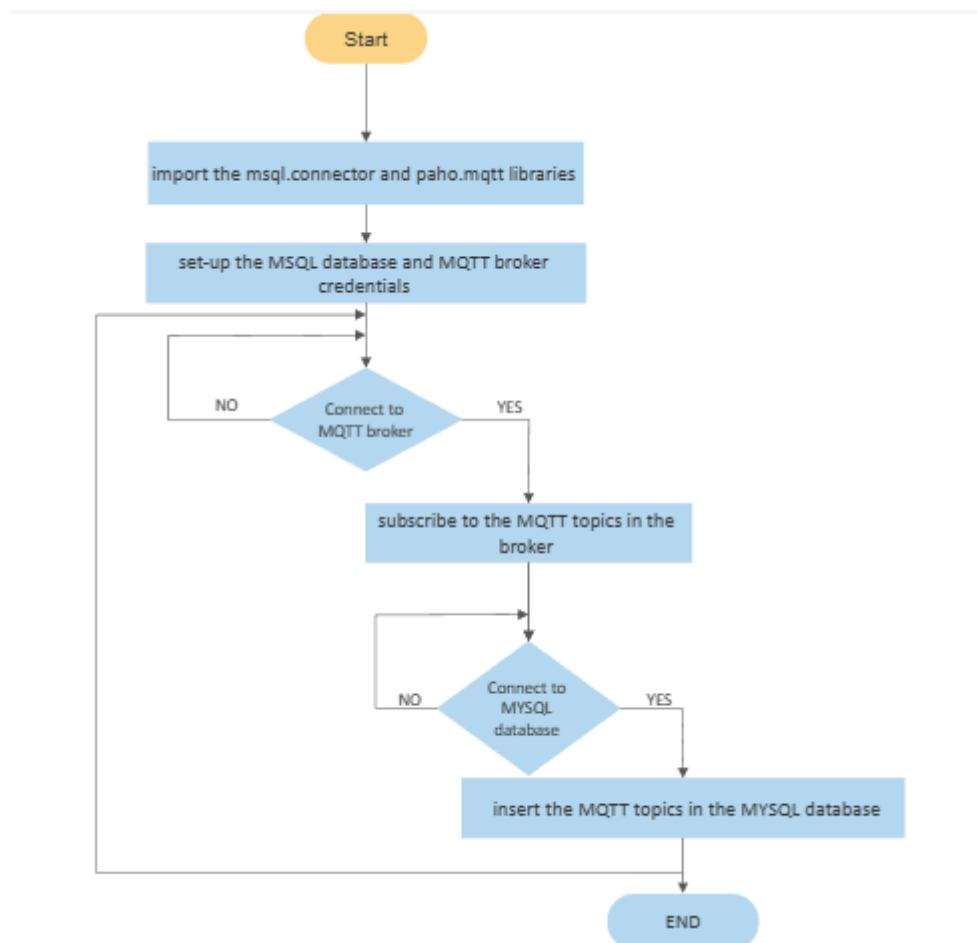 Start
import the msql.connector and paho.mqtt libraries
set-up the MSQL database and MQTT broker
credentials
NO
Connect to
MQTT broker
YES
subscribe to the MQTT topics in the
broker
NO
Connect to
MYSQL
database
YES
insert the MQTT topics in the MYSQL database
END